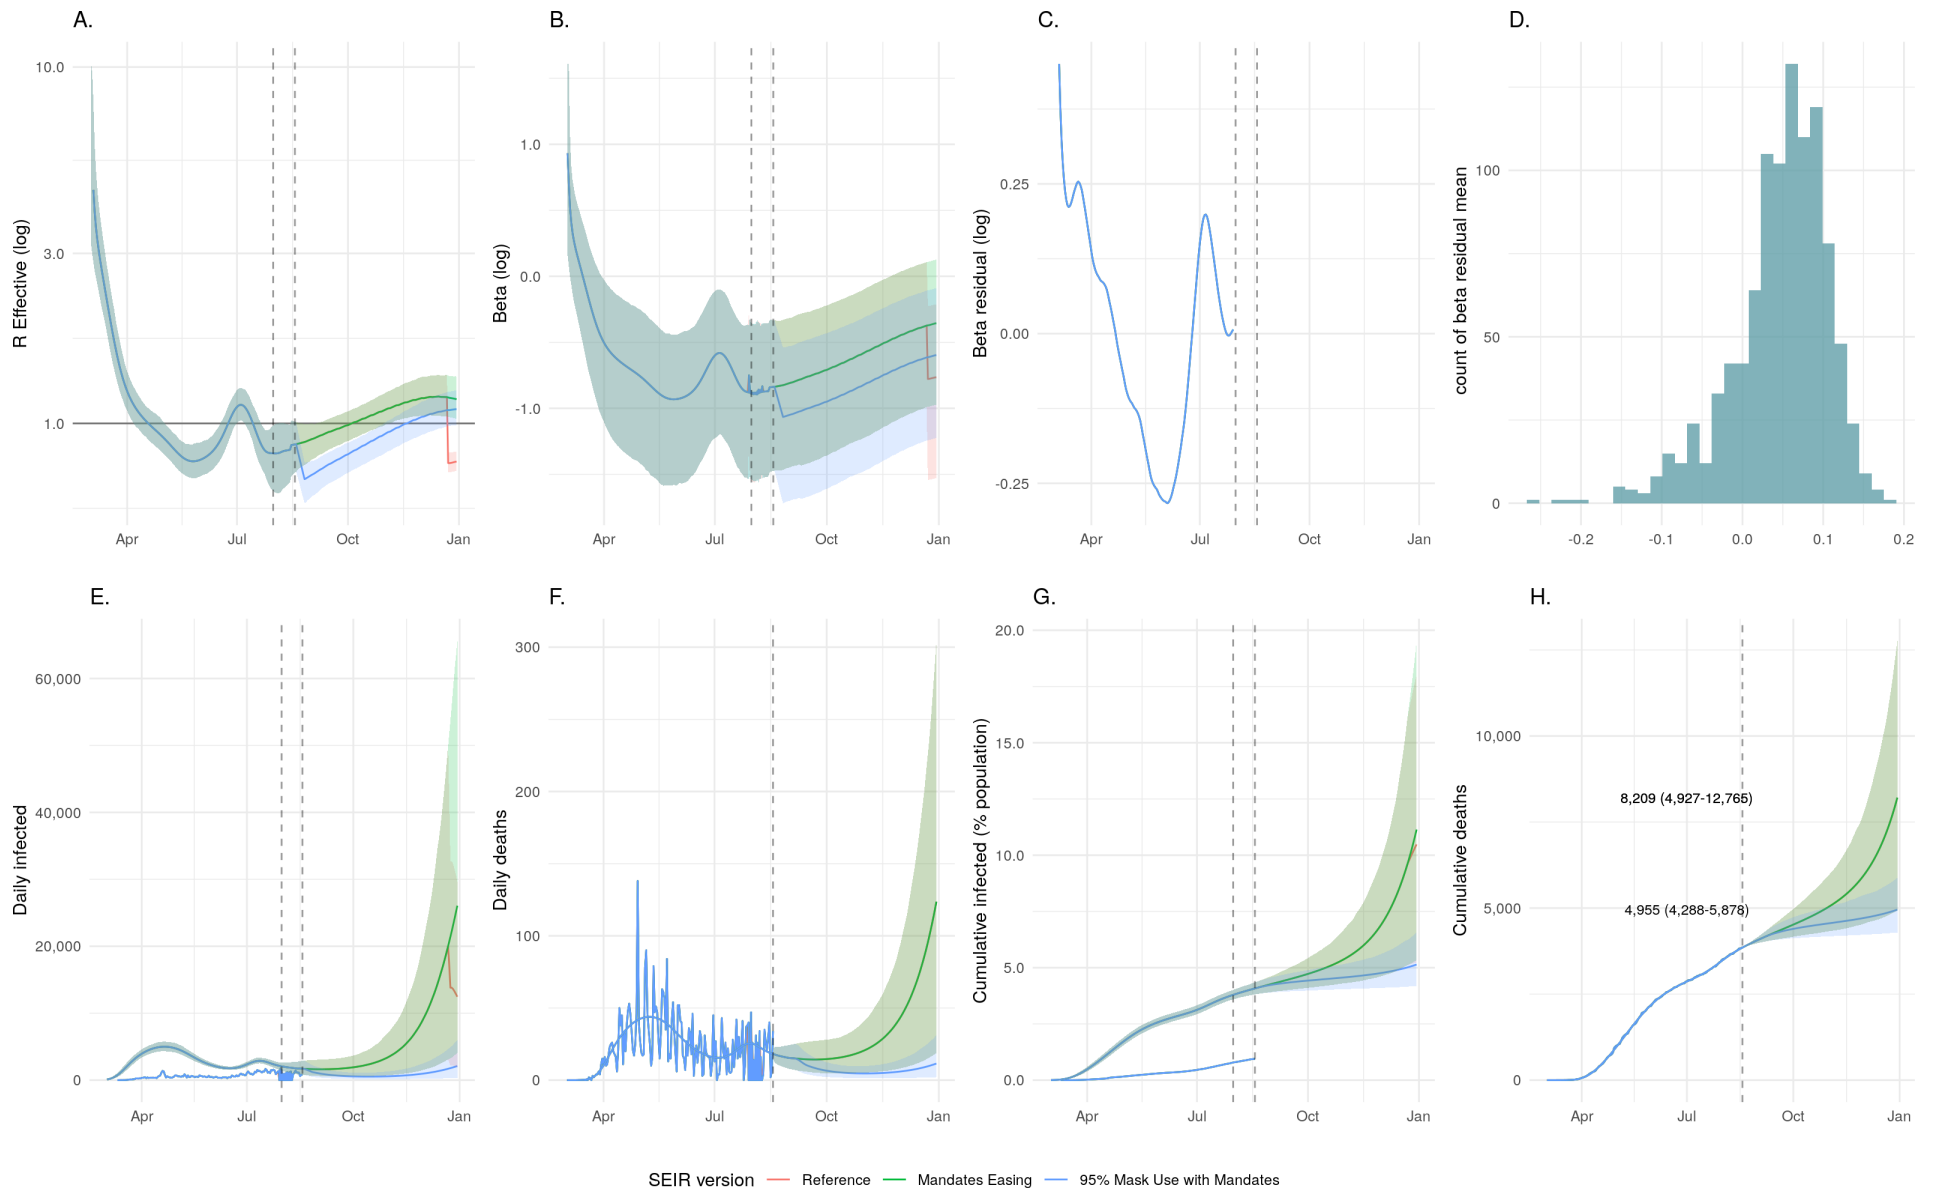 A.
R Effective (log)
10.0
3.0
1.0
Apr Jul Oct Jan
B.
Beta (log)
1.0
0.0
-1.0
Apr Jul Oct Jan
C.
Beta residual (log)
0.25
0.00
-0.25
Apr Jul Oct Jan
D.
count of beta residual mean
100
50
0
-0.2 -0.1 0.0 0.1 0.2
E.
Daily infected
60,000
40,000
20,000
0
Apr Jul Oct Jan
F.
Daily deaths
300
200
100
0
Apr Jul Oct Jan
G.
Cumulative infected (% population)
20.0
15.0
10.0
5.0
0.0
Apr Jul Oct Jan
H.
Cumulative deaths
10,000
8,209 (4,927-12,765)
5,000
4,955 (4,288-5,878)
0
Apr Jul Oct Jan
SEIR version Reference Mandates Easing 95% Mask Use with Mandates